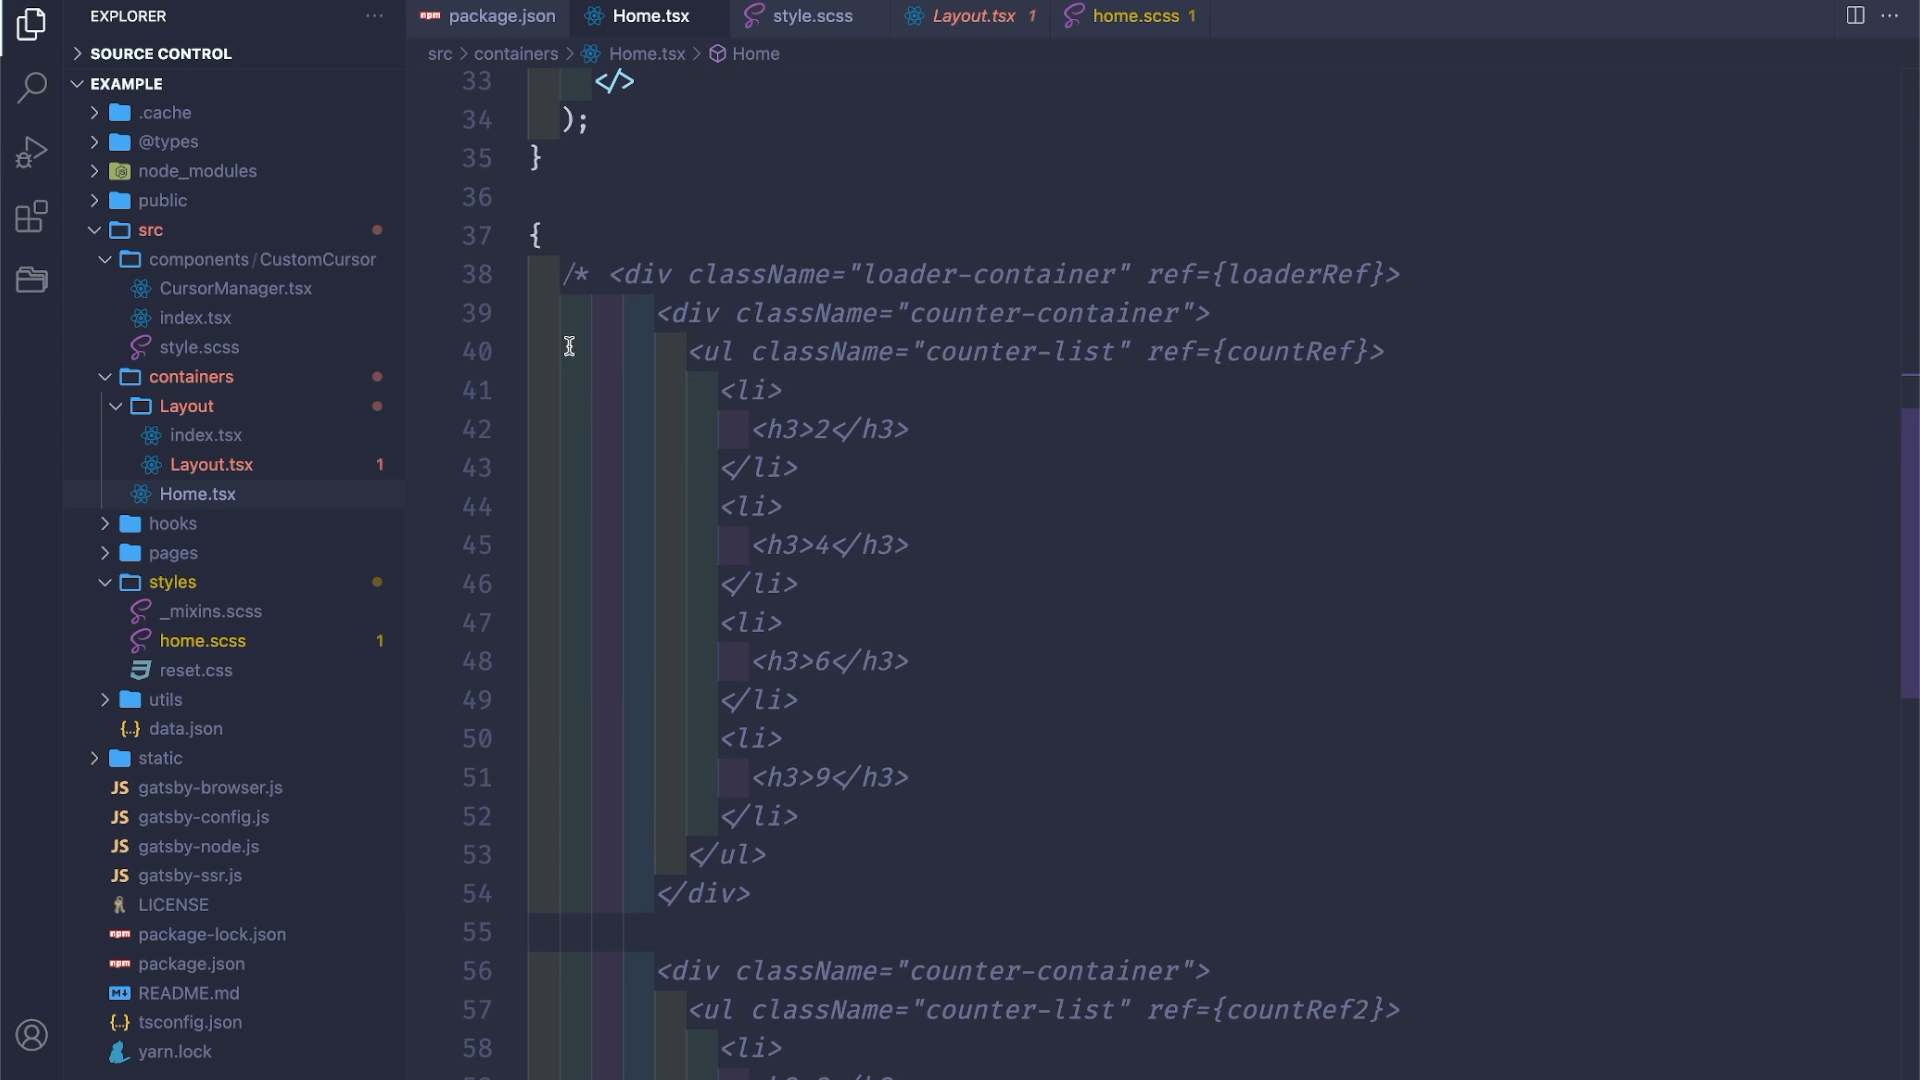 EXPLORER
SOURCE CONTROL
EXAMPLE
.cache
@types
node_modules
public
src
components/CustomCursor
CursorManager.tsx
index.tsx
style.scss
containers
Layout
index.tsx
Layout.tsx 1
Home.tsx
hooks
pages
styles
_mixins.scss
home.scss 1
reset.css
utils
{..} data.json
static
JS gatsby-browser.js
JS gatsby-config.js
JS gatsby-node.js
JS gatsby-ssr.js
LICENSE
npm package-lock.json
npm package.json
README.md
{..} tsconfig.json
yarn.lock
npm package.json Home.tsx style.scss Layout.tsx 1 home.scss 1
src > containers > Home.tsx > Home
33 </>
34 );
35 }
36
37 {
38 /* <div className="loader-container" ref={loaderRef}>
39 <div className="counter-container">
40 <ul className="counter-list" ref={countRef}>
41 <li>
42 <h3>2</h3>
43 </li>
44 <li>
45 <h3>4</h3>
46 </li>
47 <li>
48 <h3>6</h3>
49 </li>
50 <li>
51 <h3>9</h3>
52 </li>
53 </ul>
54 </div>
55
56 <div className="counter-container">
57 <ul className="counter-list" ref={countRef2}>
58 <li>